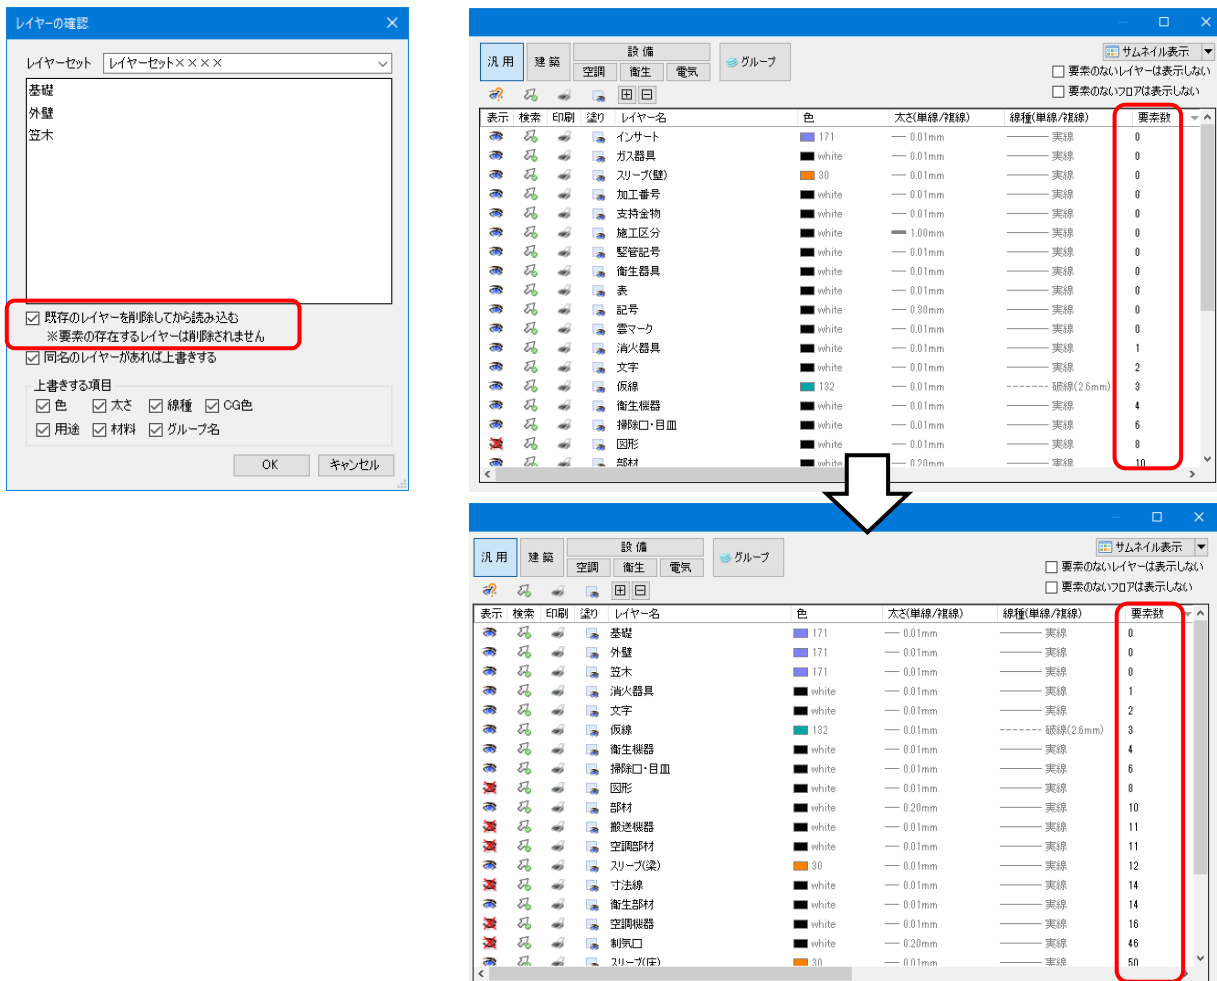 レイヤーの確認
レイヤーセット レイヤーセット××××
基礎
外壁
笠木
既存のレイヤーを削除してから読み込む
※要素の存在するレイヤーは削除されません
同名のレイヤーがあれば上書きする
上書きする項目
色 太さ 線種 CG色
用途 材料 グループ名
OK キャンセル
汎用 建築 設備 グループ サムネイル表示
空調 衛生 電気
要素のないレイヤーは表示しない
要素のないフロアは表示しない
表示 検索 印刷 塗り レイヤー名 色 太さ(単線/複線) 線種(単線/複線) 要素数
インサート 171 0.01mm 実線 0
ガス器具 white 0.01mm 実線 0
スリーブ(壁) 30 0.01mm 実線 0
加工番号 white 0.01mm 実線 0
支持金物 white 0.01mm 実線 0
施工区分 white 1.00mm 実線 0
竪管記号 white 0.01mm 実線 0
衛生器具 white 0.01mm 実線 0
表 white 0.01mm 実線 0
記号 white 0.30mm 実線 0
雲マーク white 0.01mm 実線 0
消火器具 white 0.01mm 実線 1
文字 white 0.01mm 実線 2
仮線 132 0.01mm 破線(2.6mm) 3
衛生機器 white 0.01mm 実線 4
掃除口・目皿 white 0.01mm 実線 6
図形 white 0.01mm 実線 8
部材 white 0.20mm 実線 10
汎用 建築 設備 グループ サムネイル表示
空調 衛生 電気
要素のないレイヤーは表示しない
要素のないフロアは表示しない
表示 検索 印刷 塗り レイヤー名 色 太さ(単線/複線) 線種(単線/複線) 要素数
基礎 171 0.01mm 実線 0
外壁 171 0.01mm 実線 0
笠木 171 0.01mm 実線 0
消火器具 white 0.01mm 実線 1
文字 white 0.01mm 実線 2
仮線 132 0.01mm 破線(2.6mm) 3
衛生機器 white 0.01mm 実線 4
掃除口・目皿 white 0.01mm 実線 6
図形 white 0.01mm 実線 8
部材 white 0.20mm 実線 10
搬送機器 white 0.01mm 実線 11
空調部材 white 0.01mm 実線 11
スリーブ(梁) 30 0.01mm 実線 12
寸法線 white 0.01mm 実線 14
衛生部材 white 0.01mm 実線 14
空調機器 white 0.01mm 実線 16
制気口 white 0.20mm 実線 46
スリーブ(床) 30 0.01mm 実線 50